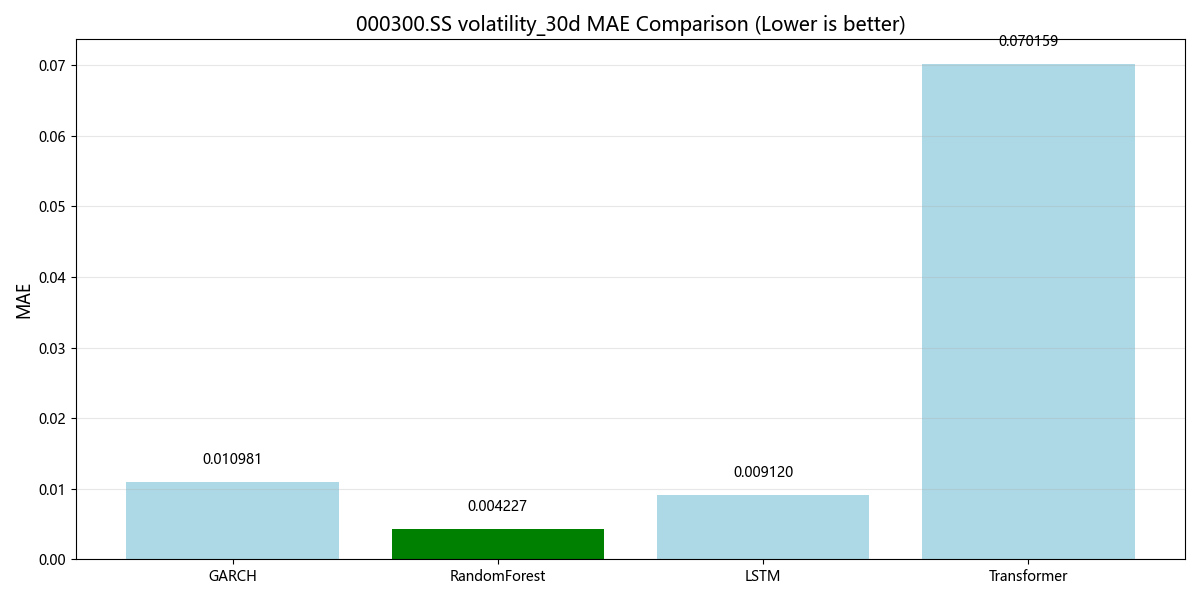 000300.SS volatility_30d MAE Comparison (Lower is better)
0.070159
0.07
0.06
0.05
0.04
0.03
0.02
0.01
0.00
MAE
0.010981
0.004227
0.009120
GARCH
RandomForest
LSTM
Transformer